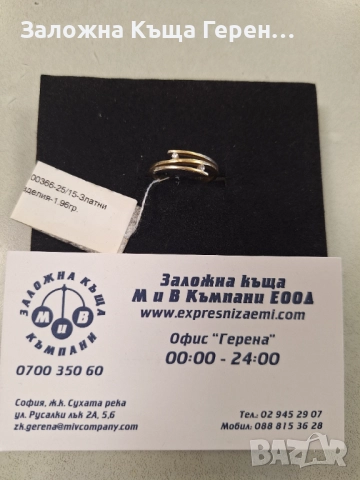 Заложна Къща Герен...
00366-25/15-Златни
делия-1.96гр.
ЗАЛОЖНА КЪЩА
М и В
КЪМПАНИ
0700 350 60
Заложна къща
М и В Къмпани ЕООД
www.expresnizaemi.com
Офис "Герена"
00:00 - 24:00
София, ж.к. Сухата река
ул. Русалки лък 2А, 5,6
zk.gerena@mivcompany.com
Тел.: 02 945 29 07
Мобил: 088 815 36 28
bazar